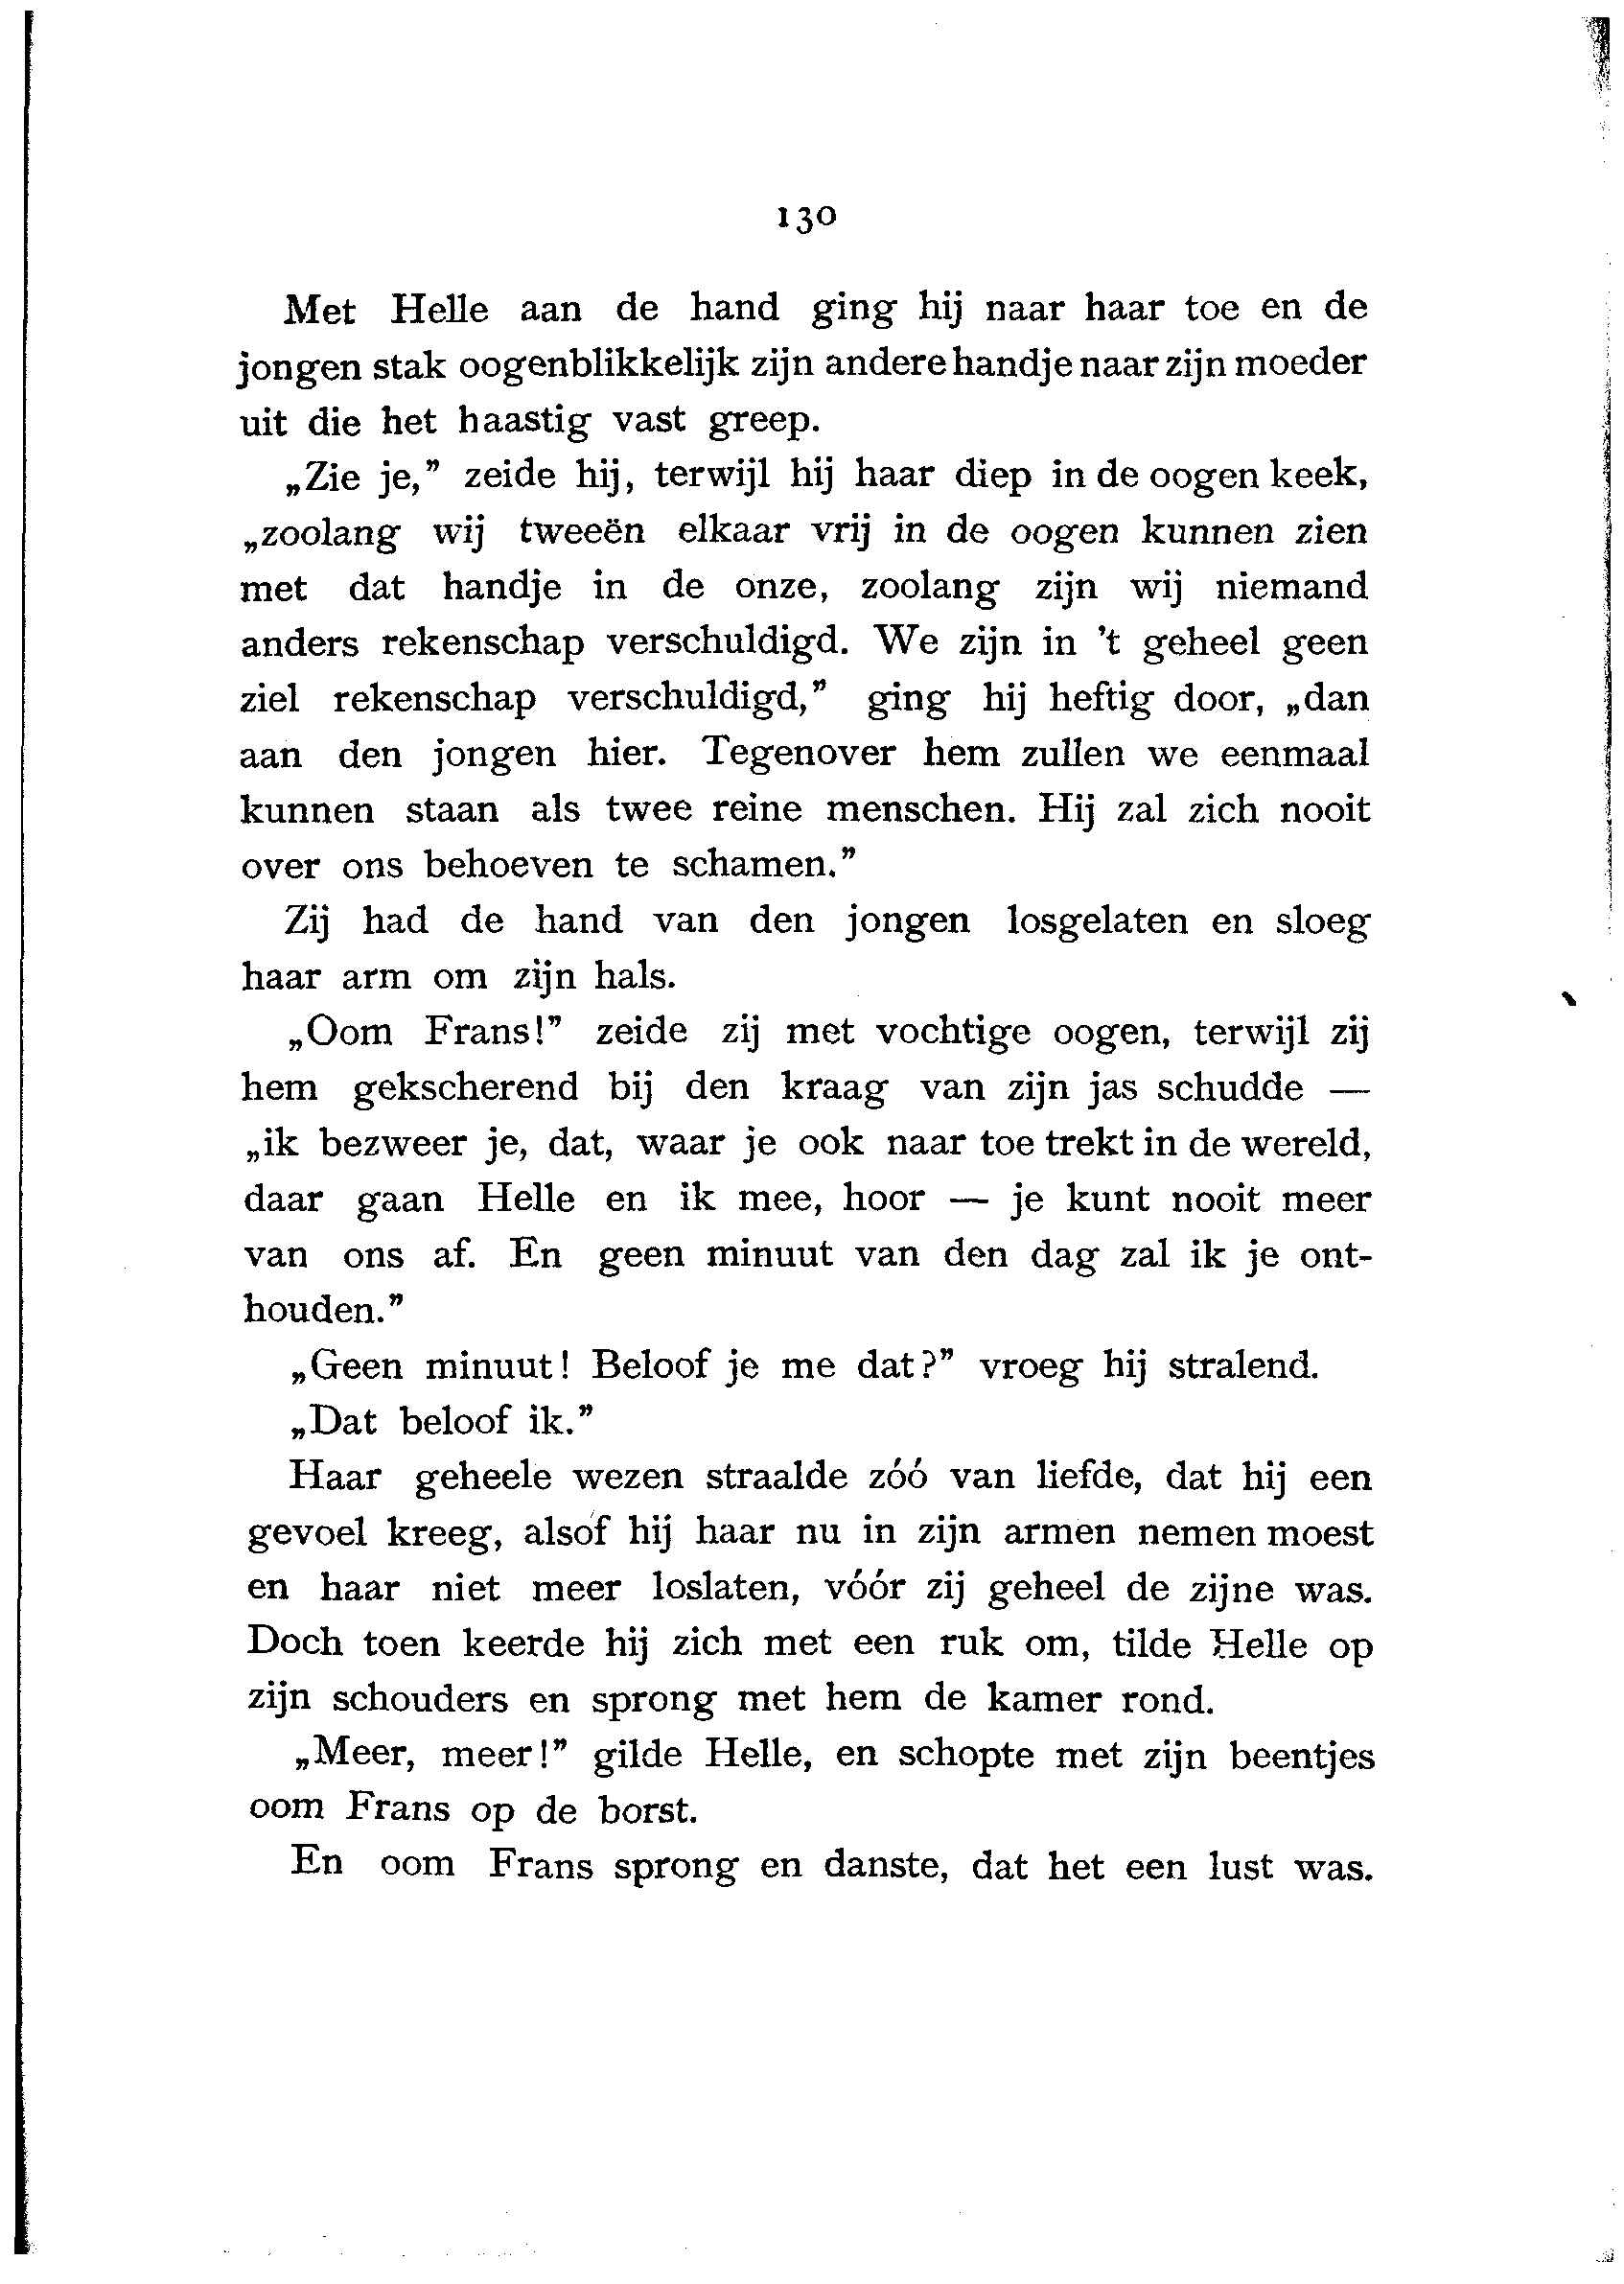 130
Met Helle aan de hand ging hij naar haar toe en de
jongen stak oogenblikkelijk zijn andere handje naar zijn moeder
uit die het haastig vast greep.
„Zie je,” zeide hij, terwijl hij haar diep in de oogen keek,
„zoolang wij tweeën elkaar vrij in de oogen kunnen zien
met dat handje in de onze, zoolang zijn wij niemand
anders rekenschap verschuldigd. We zijn in 't geheel geen
ziel rekenschap verschuldigd,” ging hij heftig door, „dan
aan den jongen hier. Tegenover hem zullen we eenmaal
kunnen staan als twee reine menschen. Hij zal zich nooit
over ons behoeven te schamen.”
Zij had de hand van den jongen losgelaten en sloeg
haar arm om zijn hals.
„Oom Frans!” zeide zij met vochtige oogen, terwijl zij
hem gekscherend bij den kraag van zijn jas schudde —
„ik bezweer je, dat, waar je ook naar toe trekt in de wereld,
daar gaan Helle en ik mee, hoor — je kunt nooit meer
van ons af. En geen minuut van den dag zal ik je ont-
houden.”
„Geen minuut! Beloof je me dat?” vroeg hij stralend.
„Dat beloof ik.”
Haar geheele wezen straalde zóó van liefde, dat hij een
gevoel kreeg, alsof hij haar nu in zijn armen nemen moest
en haar niet meer loslaten, vóór zij geheel de zijne was.
Doch toen keerde hij zich met een ruk om, tilde Helle op
zijn schouders en sprong met hem de kamer rond.
„Meer, meer!” gilde Helle, en schopte met zijn beentjes
oom Frans op de borst.
En oom Frans sprong en danste, dat het een lust was.